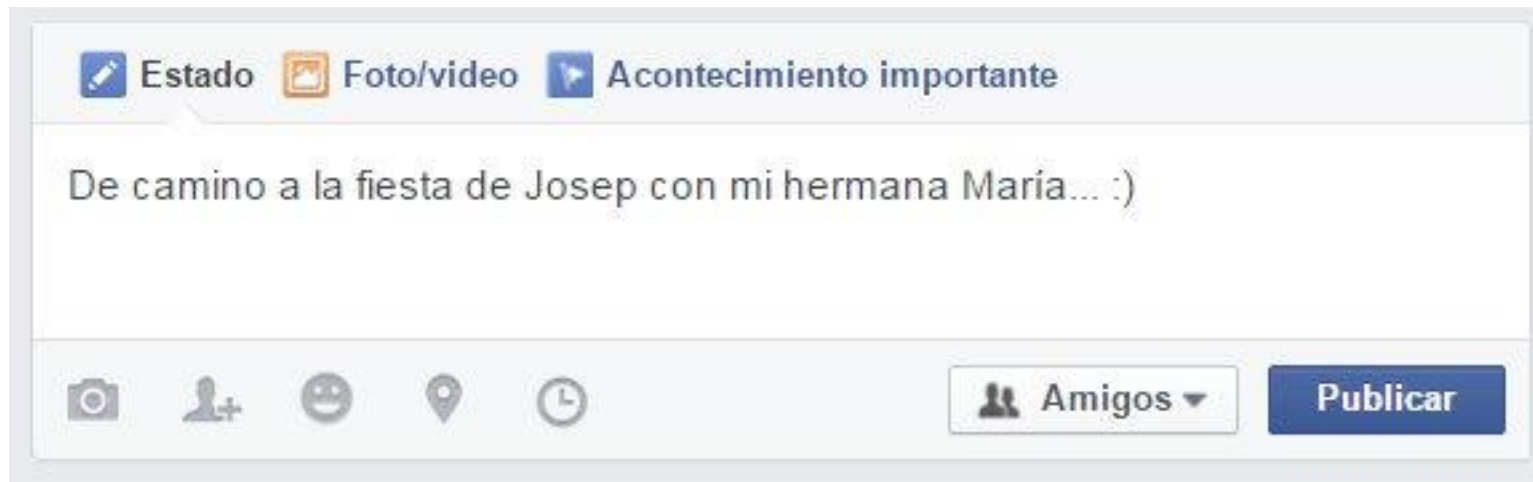 Estado Foto/video Acontecimiento importante
De camino a la fiesta de Josep con mi hermana María... :)
Amigos Publicar